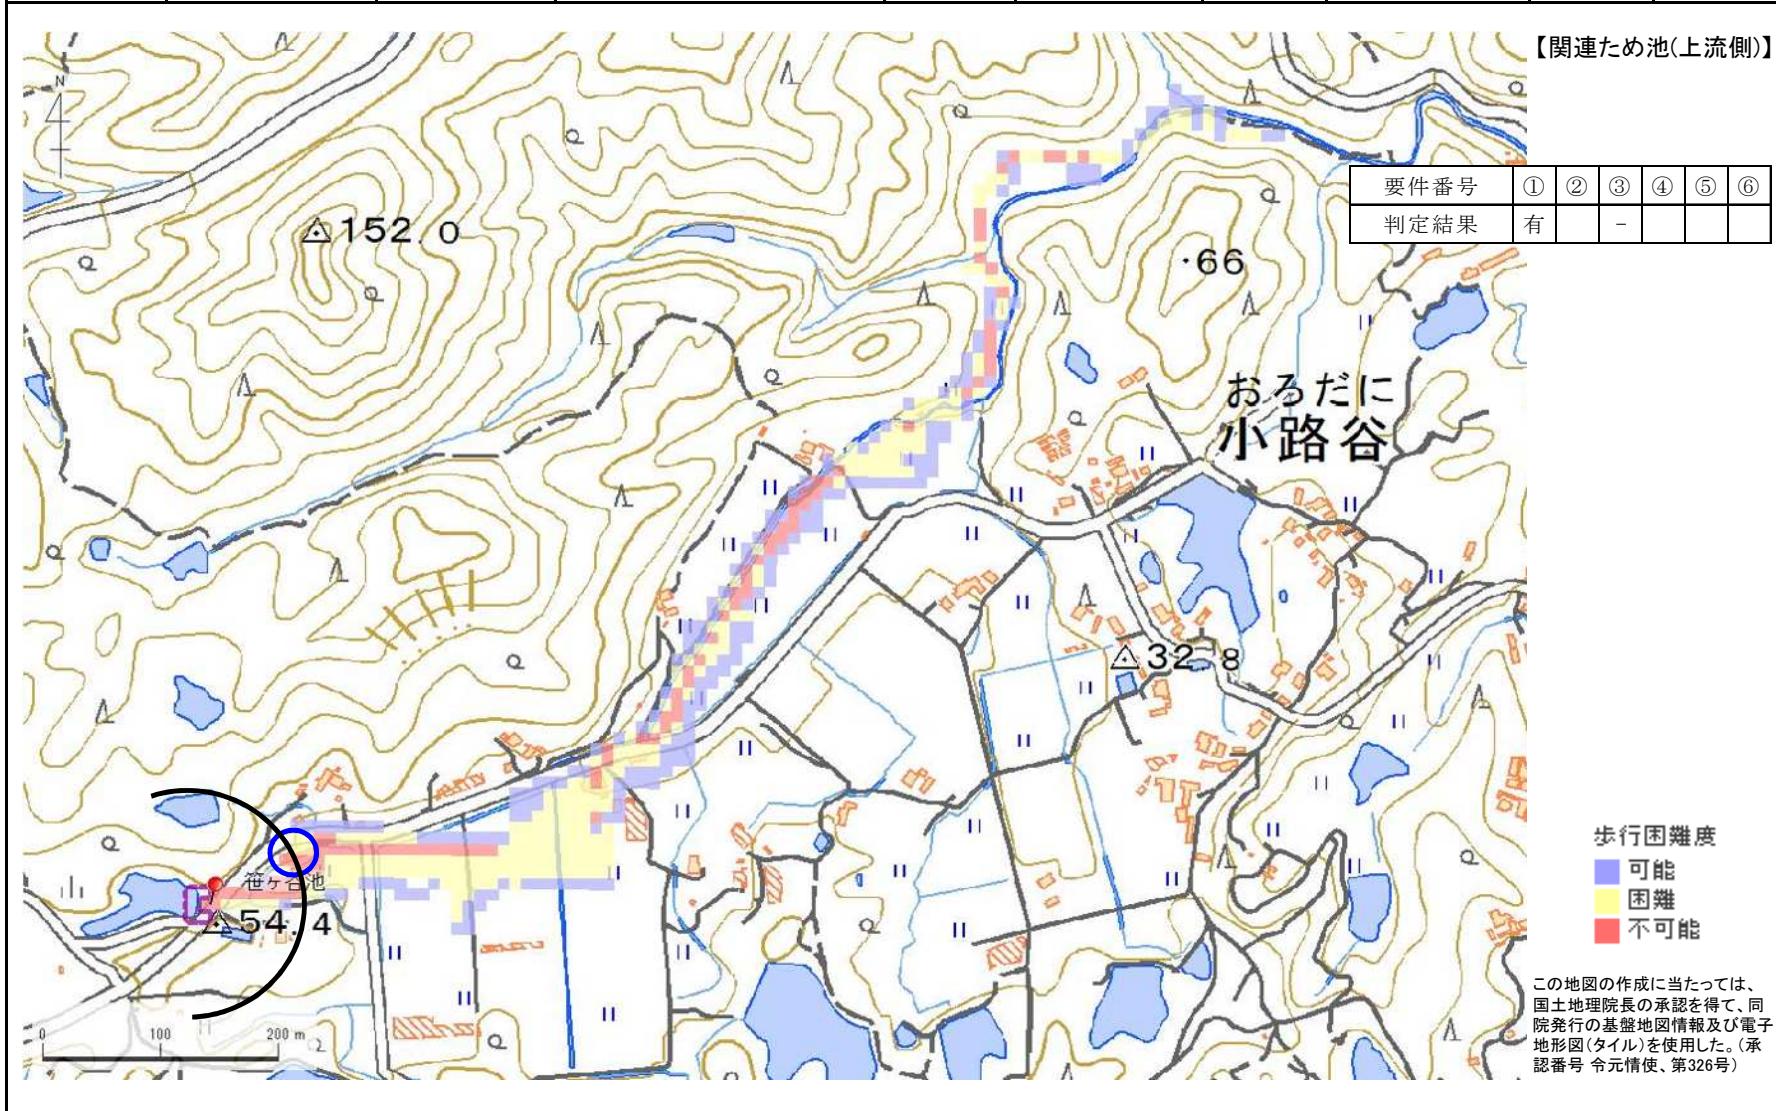 【関連ため池(上流側)】
N
要件番号 ① ② ③ ④ ⑤ ⑥
判定結果 有 -
152.0
・66
おろだに
小路谷
32.8
笹ヶ谷池
54.4
0 100 200 m
歩行困難度
可能
困難
不可能
この地図の作成に当たっては、
国土地理院長の承認を得て、同
院発行の基盤地図情報及び電子
地形図(タイル)を使用した。(承
認番号 令元情使、第326号)